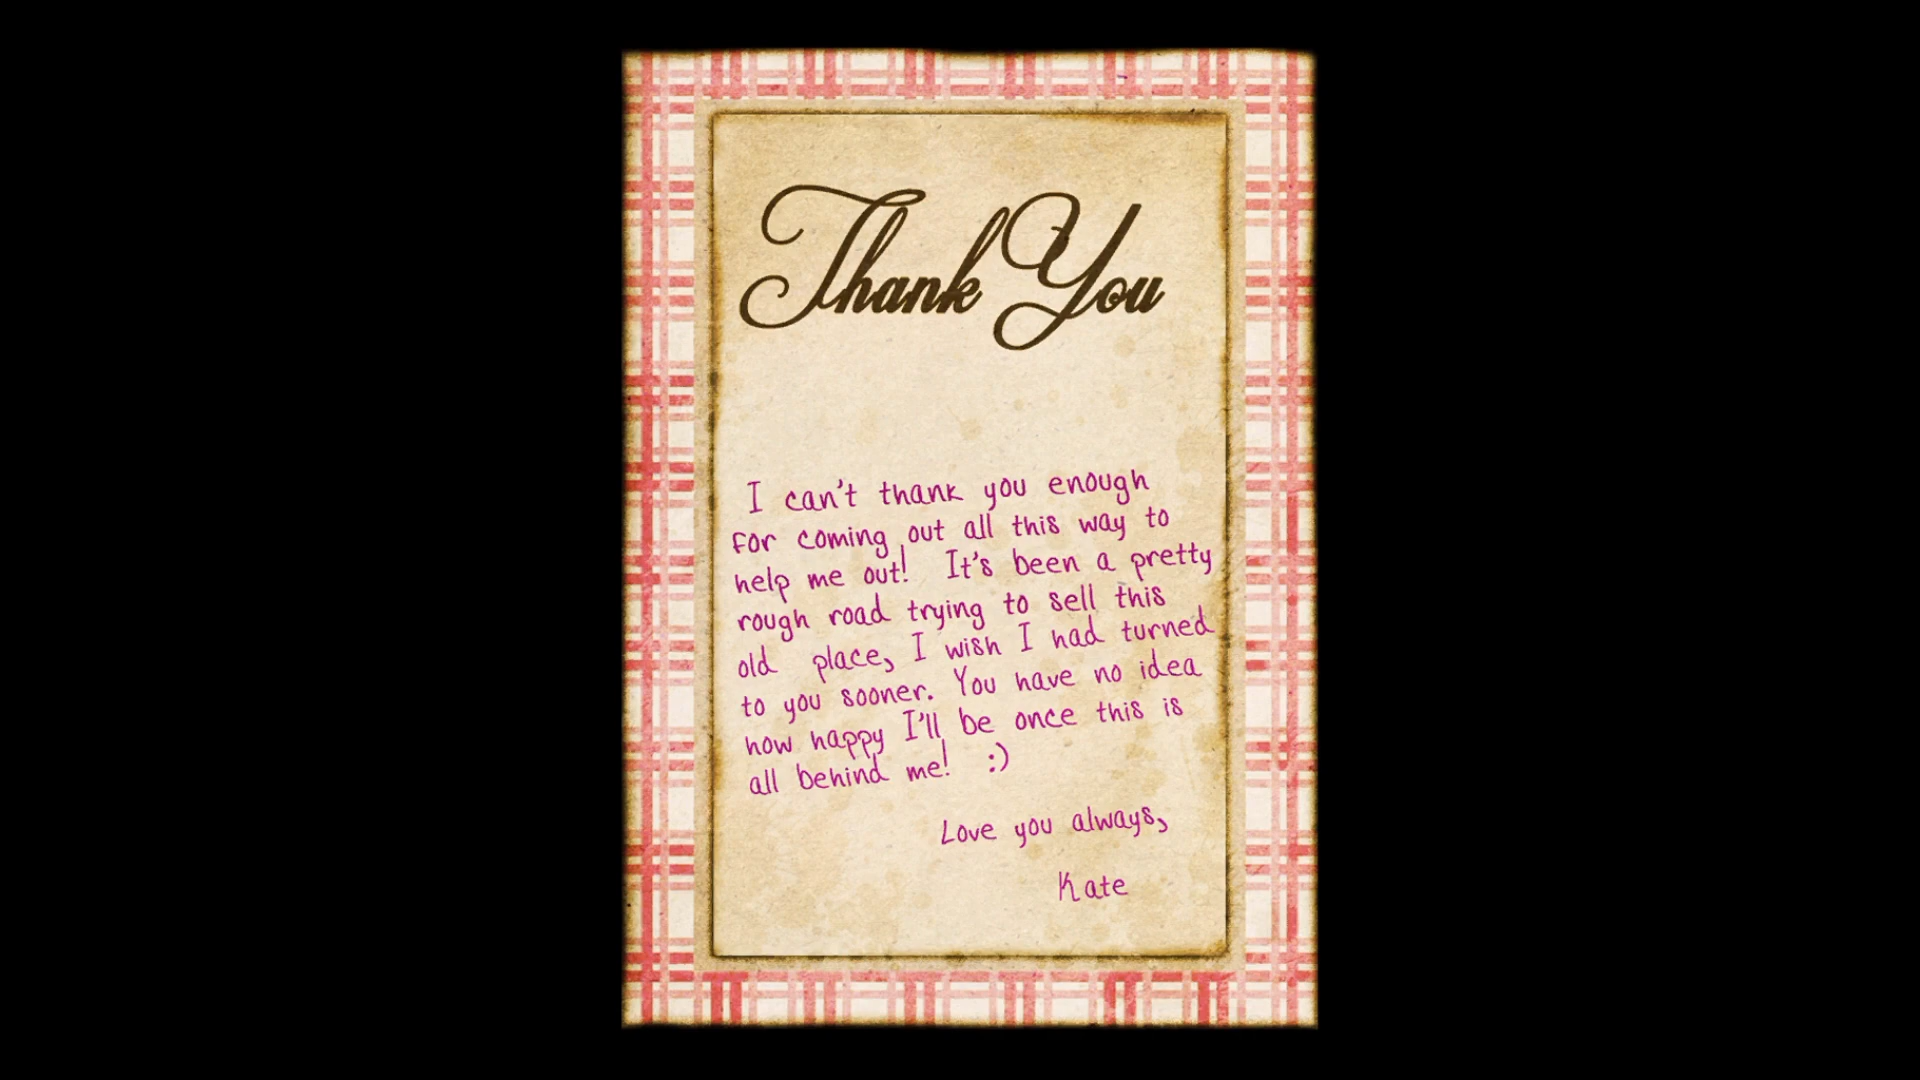 Thank You
I can't thank you enough
for coming out all this way to
help me out! It's been a pretty
rough road trying to sell this
old place, I wish I had turned
to you sooner. You have no idea
how happy I'll be once this is
all behind me! :)
Love you always,
Kate